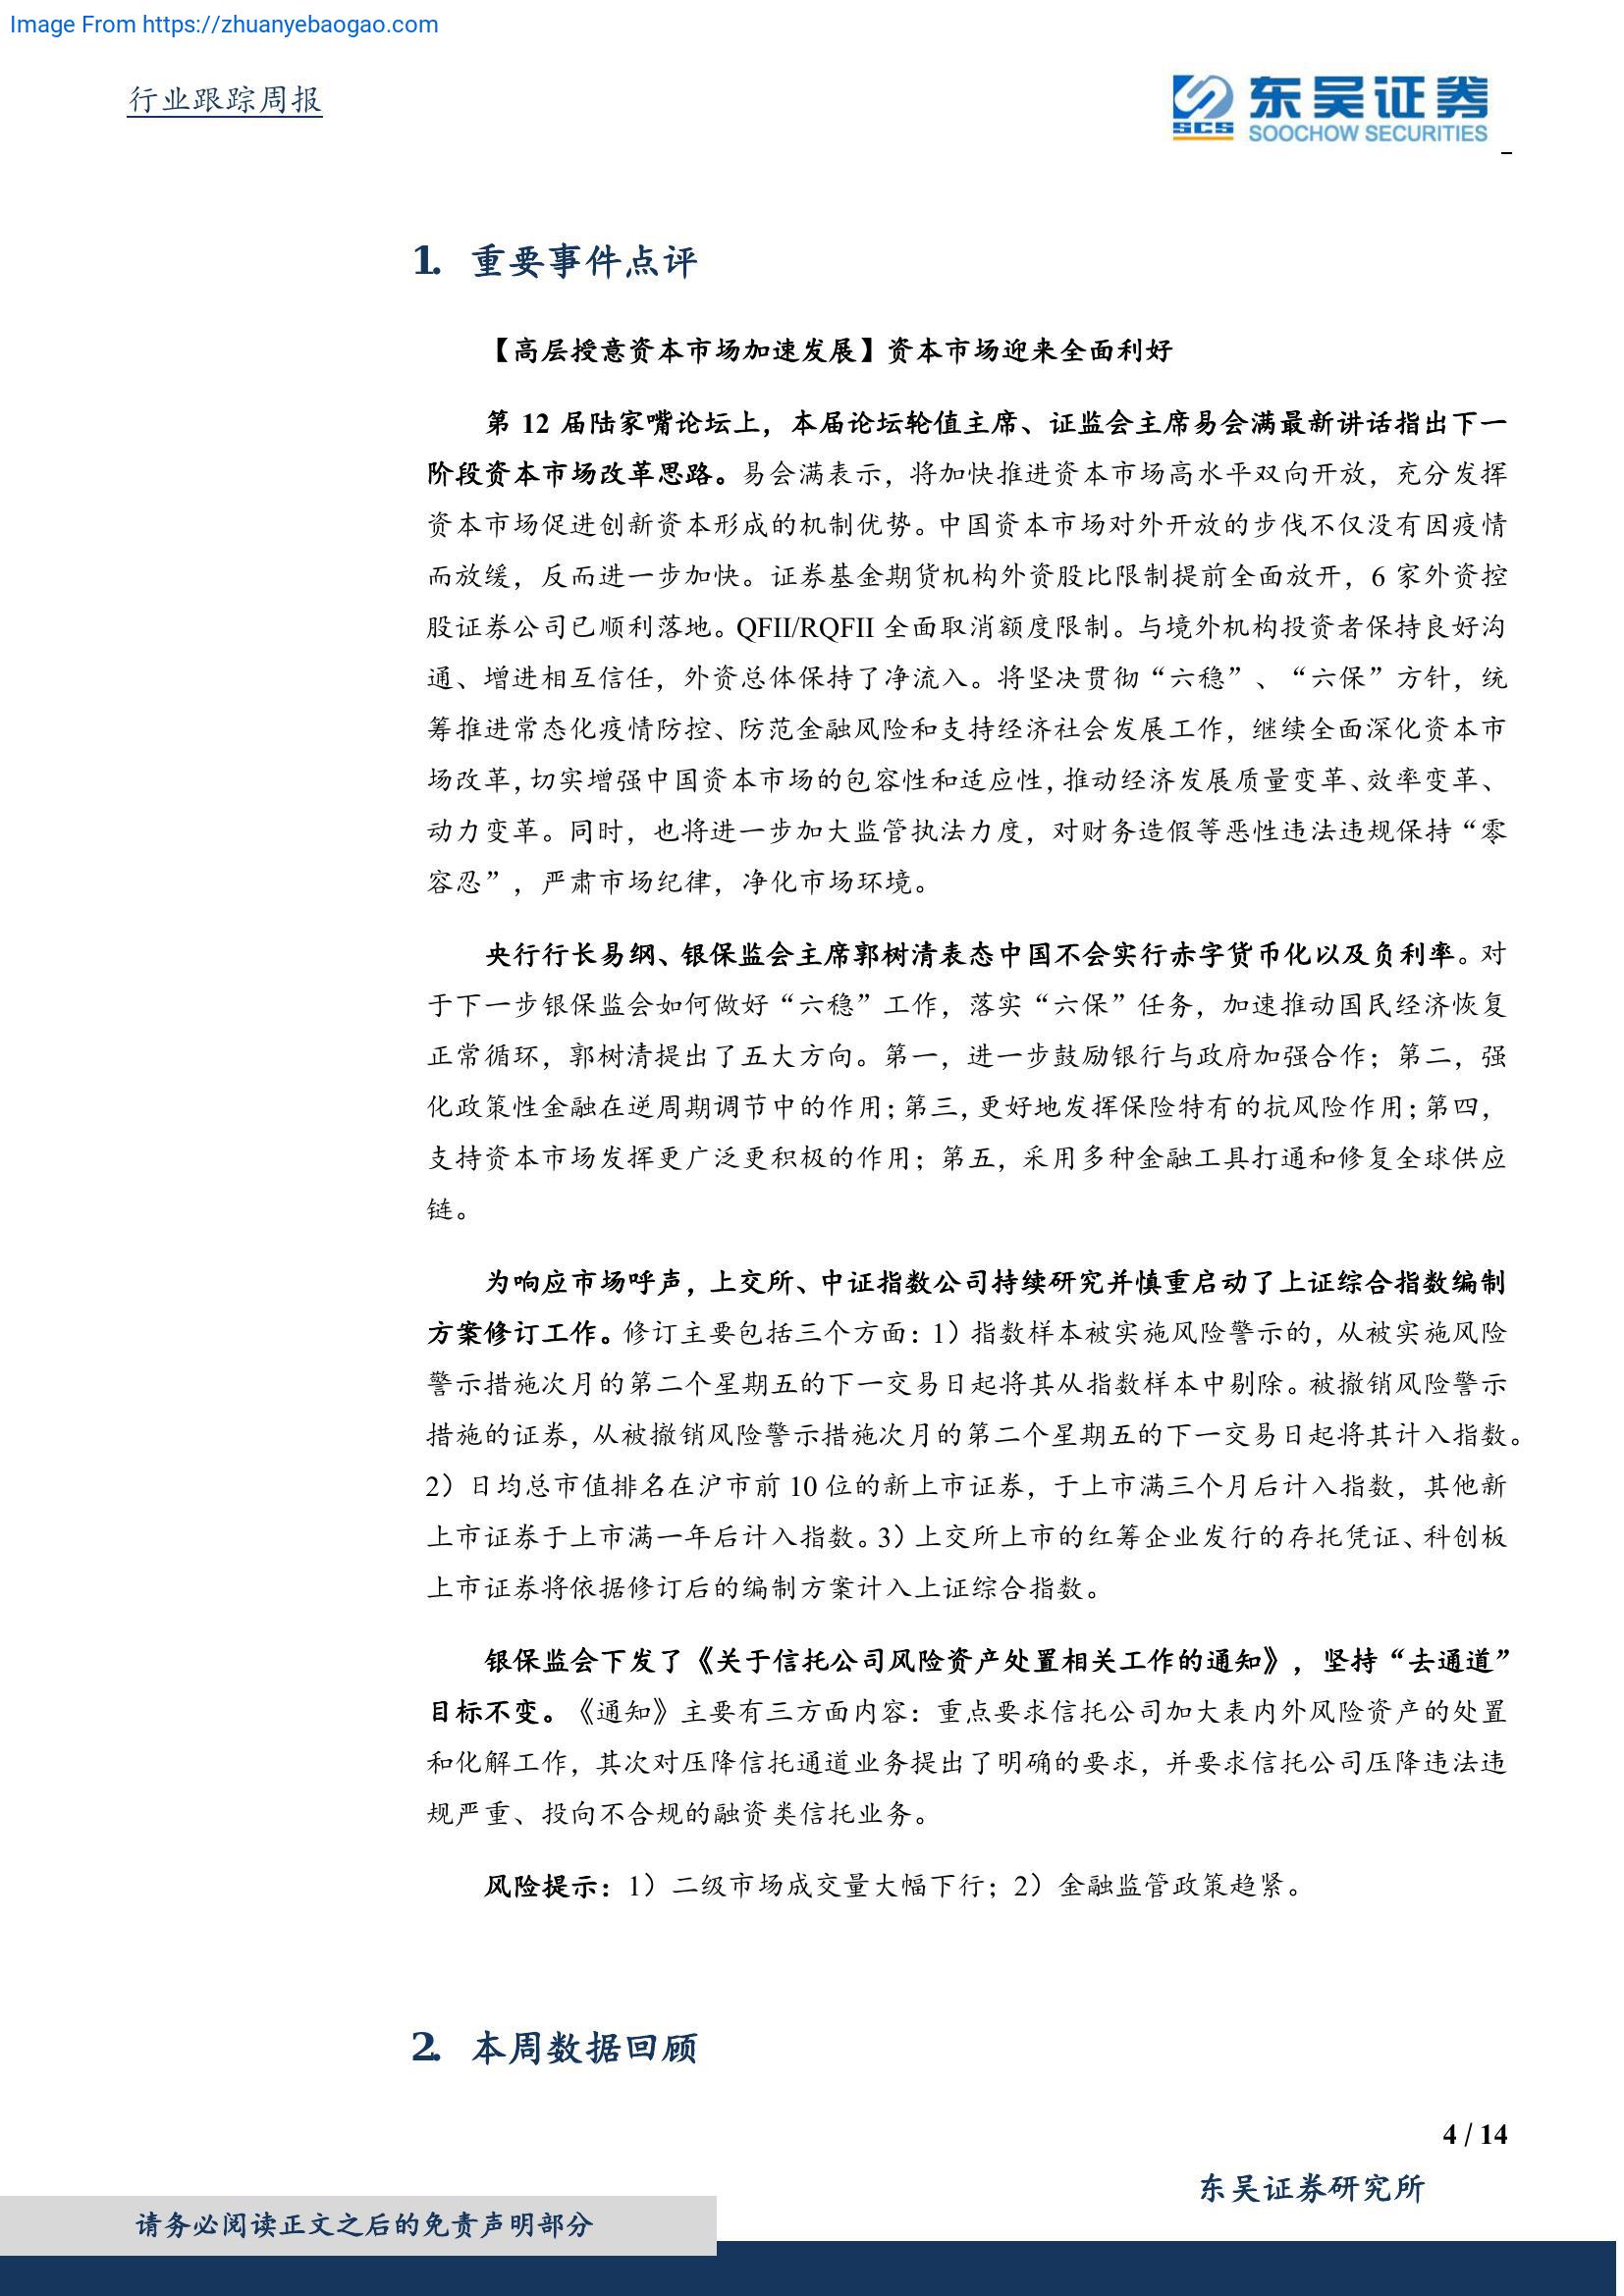 Image From https://zhuanyebaogao.com
行业跟踪周报
SCS
东吴证券
SOOCHOW SECURITIES
1. 重要事件点评
【高层授意资本市场加速发展】资本市场迎来全面利好
第 12 届陆家嘴论坛上，本届论坛轮值主席、证监会主席易会满最新讲话指出下一
阶段资本市场改革思路。易会满表示，将加快推进资本市场高水平双向开放，充分发挥
资本市场促进创新资本形成的机制优势。中国资本市场对外开放的步伐不仅没有因疫情
而放缓，反而进一步加快。证券基金期货机构外资股比限制提前全面放开，6 家外资控
股证券公司已顺利落地。QFII/RQFII 全面取消额度限制。与境外机构投资者保持良好沟
通、增进相互信任，外资总体保持了净流入。将坚决贯彻“六稳”、“六保”方针，统
筹推进常态化疫情防控、防范金融风险和支持经济社会发展工作，继续全面深化资本市
场改革，切实增强中国资本市场的包容性和适应性，推动经济发展质量变革、效率变革、
动力变革。同时，也将进一步加大监管执法力度，对财务造假等恶性违法违规保持“零
容忍”，严肃市场纪律，净化市场环境。
央行行长易纲、银保监会主席郭树清表态中国不会实行赤字货币化以及负利率。对
于下一步银保监会如何做好“六稳”工作，落实“六保”任务，加速推动国民经济恢复
正常循环，郭树清提出了五大方向。第一，进一步鼓励银行与政府加强合作；第二，强
化政策性金融在逆周期调节中的作用；第三，更好地发挥保险特有的抗风险作用；第四，
支持资本市场发挥更广泛更积极的作用；第五，采用多种金融工具打通和修复全球供应
链。
为响应市场呼声，上交所、中证指数公司持续研究并慎重启动了上证综合指数编制
方案修订工作。修订主要包括三个方面：1）指数样本被实施风险警示的，从被实施风险
警示措施次月的第二个星期五的下一交易日起将其从指数样本中剔除。被撤销风险警示
措施的证券，从被撤销风险警示措施次月的第二个星期五的下一交易日起将其计入指数。
2）日均总市值排名在沪市前 10 位的新上市证券，于上市满三个月后计入指数，其他新
上市证券于上市满一年后计入指数。3）上交所上市的红筹企业发行的存托凭证、科创板
上市证券将依据修订后的编制方案计入上证综合指数。
银保监会下发了《关于信托公司风险资产处置相关工作的通知》，坚持“去通道”
目标不变。《通知》主要有三方面内容：重点要求信托公司加大表内外风险资产的处置
和化解工作，其次对压降信托通道业务提出了明确的要求，并要求信托公司压降违法违
规严重、投向不合规的融资类信托业务。
风险提示：1）二级市场成交量大幅下行；2）金融监管政策趋紧。
2. 本周数据回顾
4 / 14
东吴证券研究所
请务必阅读正文之后的免责声明部分